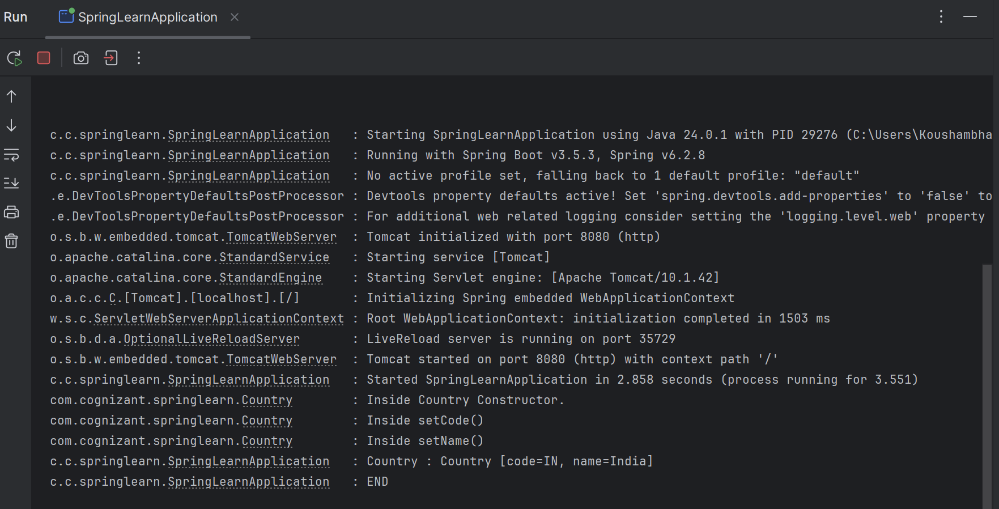 Run SpringLearnApplication
c.c.springlearn.SpringLearnApplication : Starting SpringLearnApplication using Java 24.0.1 with PID 29276 (C:\Users\Koushambha
c.c.springlearn.SpringLearnApplication : Running with Spring Boot v3.5.3, Spring v6.2.8
c.c.springlearn.SpringLearnApplication : No active profile set, falling back to 1 default profile: "default"
.e.DevToolsPropertyDefaultsPostProcessor : Devtools property defaults active! Set 'spring.devtools.add-properties' to 'false' to
.e.DevToolsPropertyDefaultsPostProcessor : For additional web related logging consider setting the 'logging.level.web' property
o.s.b.w.embedded.tomcat.TomcatWebServer : Tomcat initialized with port 8080 (http)
o.apache.catalina.core.StandardService : Starting service [Tomcat]
o.apache.catalina.core.StandardEngine : Starting Servlet engine: [Apache Tomcat/10.1.42]
o.a.c.c.C.[Tomcat].[localhost].[/] : Initializing Spring embedded WebApplicationContext
w.s.c.ServletWebServerApplicationContext : Root WebApplicationContext: initialization completed in 1503 ms
o.s.b.d.a.OptionalLiveReloadServer : LiveReload server is running on port 35729
o.s.b.w.embedded.tomcat.TomcatWebServer : Tomcat started on port 8080 (http) with context path '/'
c.c.springlearn.SpringLearnApplication : Started SpringLearnApplication in 2.858 seconds (process running for 3.551)
com.cognizant.springlearn.Country : Inside Country Constructor.
com.cognizant.springlearn.Country : Inside setCode()
com.cognizant.springlearn.Country : Inside setName()
c.c.springlearn.SpringLearnApplication : Country : Country [code=IN, name=India]
c.c.springlearn.SpringLearnApplication : END